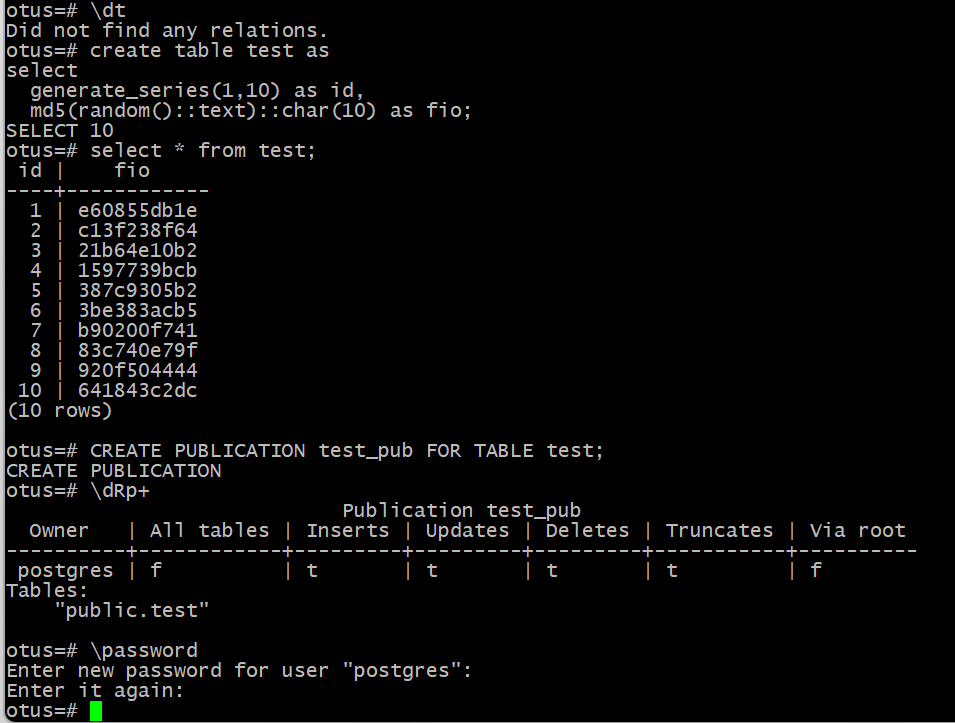 otus=# \dt
Did not find any relations.
otus=# create table test as
select
  generate_series(1,10) as id,
  md5(random()::text)::char(10) as fio;
SELECT 10
otus=# select * from test;
 id |    fio
----+------------
  1 | e60855db1e
  2 | c13f238f64
  3 | 21b64e10b2
  4 | 1597739bcb
  5 | 387c9305b2
  6 | 3be383acb5
  7 | b90200f741
  8 | 83c740e79f
  9 | 920f504444
 10 | 641843c2dc
(10 rows)

otus=# CREATE PUBLICATION test_pub FOR TABLE test;
CREATE PUBLICATION
otus=# \dRp+
                            Publication test_pub
  Owner   | All tables | Inserts | Updates | Deletes | Truncates | Via root
----------+------------+---------+---------+---------+-----------+----------
 postgres | f          | t       | t       | t       | t         | f
Tables:
    "public.test"

otus=# \password
Enter new password for user "postgres":
Enter it again:
otus=#